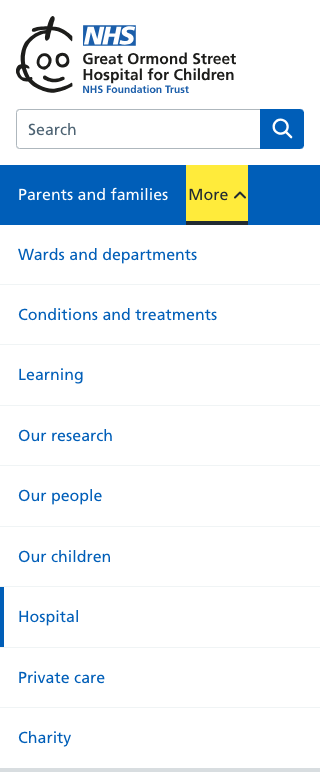 NHS
Great Ormond Street
Hospital for Children
NHS Foundation Trust
Search
Parents and families
More
Wards and departments
Conditions and treatments
Learning
Our research
Our people
Our children
Hospital
Private care
Charity